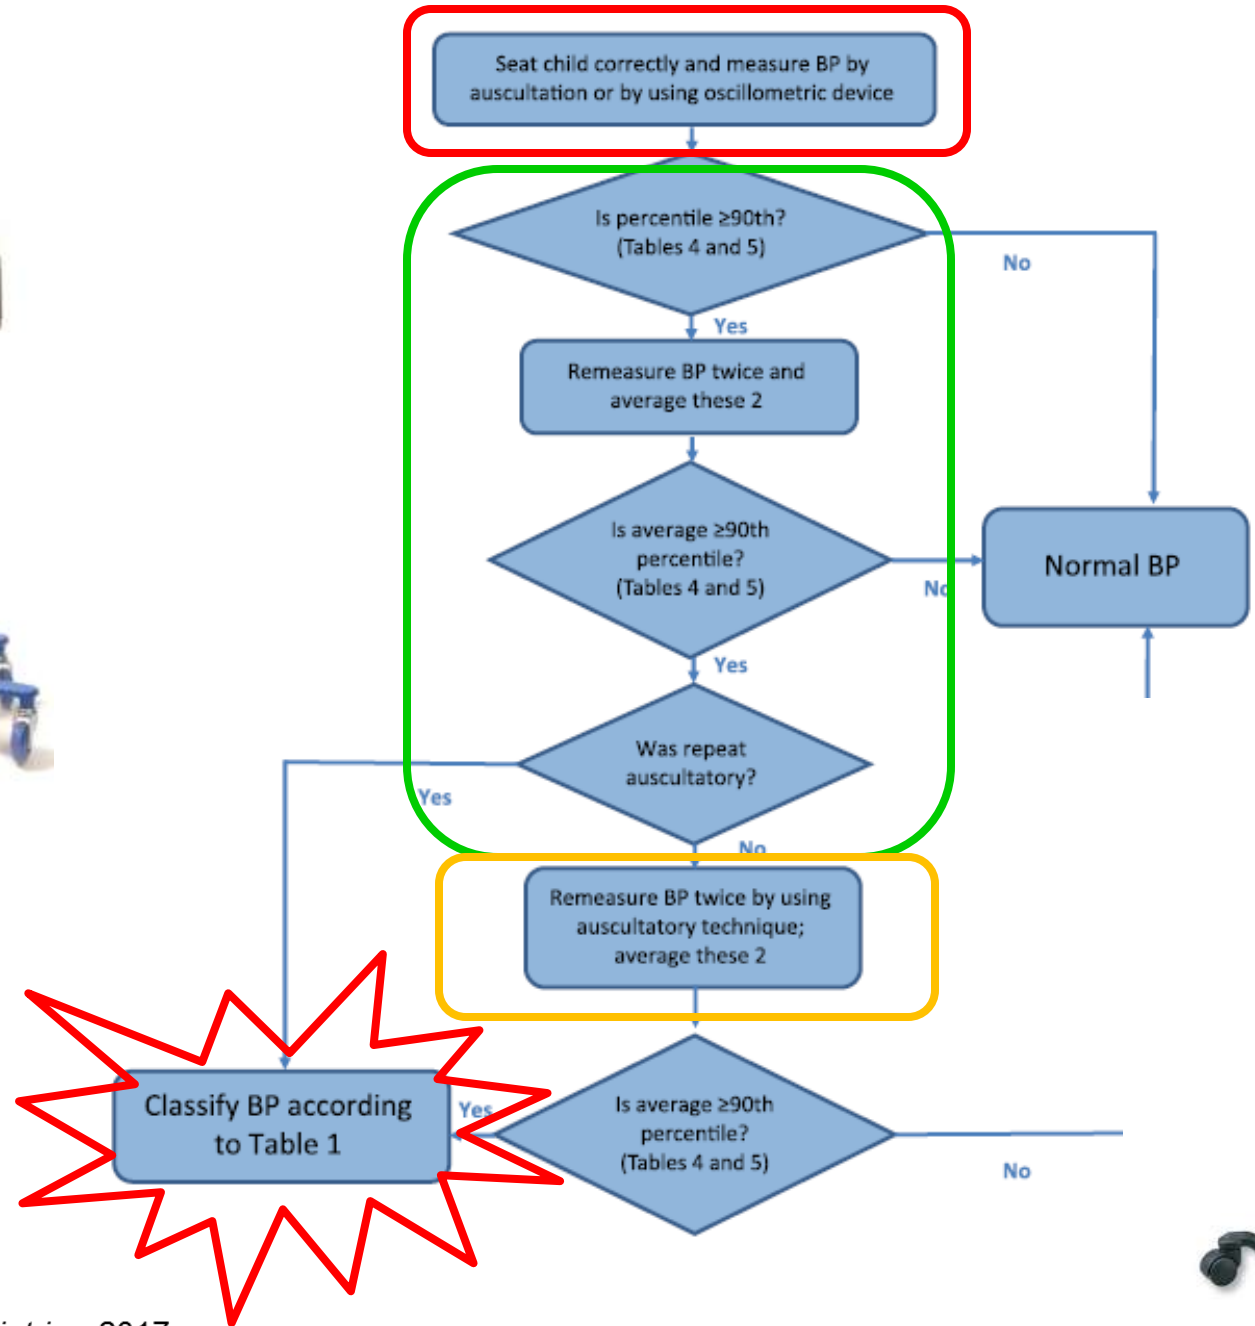 Seat child correctly and measure BP by
auscultation or by using oscillometric device
Is percentile ≥90th?
(Tables 4 and 5)
No
Yes
Remeasure BP twice and
average these 2
Is average ≥90th
percentile?
(Tables 4 and 5)
No
Normal BP
Yes
Was repeat
auscultatory?
Yes
No
Remeasure BP twice by using
auscultatory technique;
average these 2
Classify BP according
to Table 1
Yes
Is average ≥90th
percentile?
(Tables 4 and 5)
No